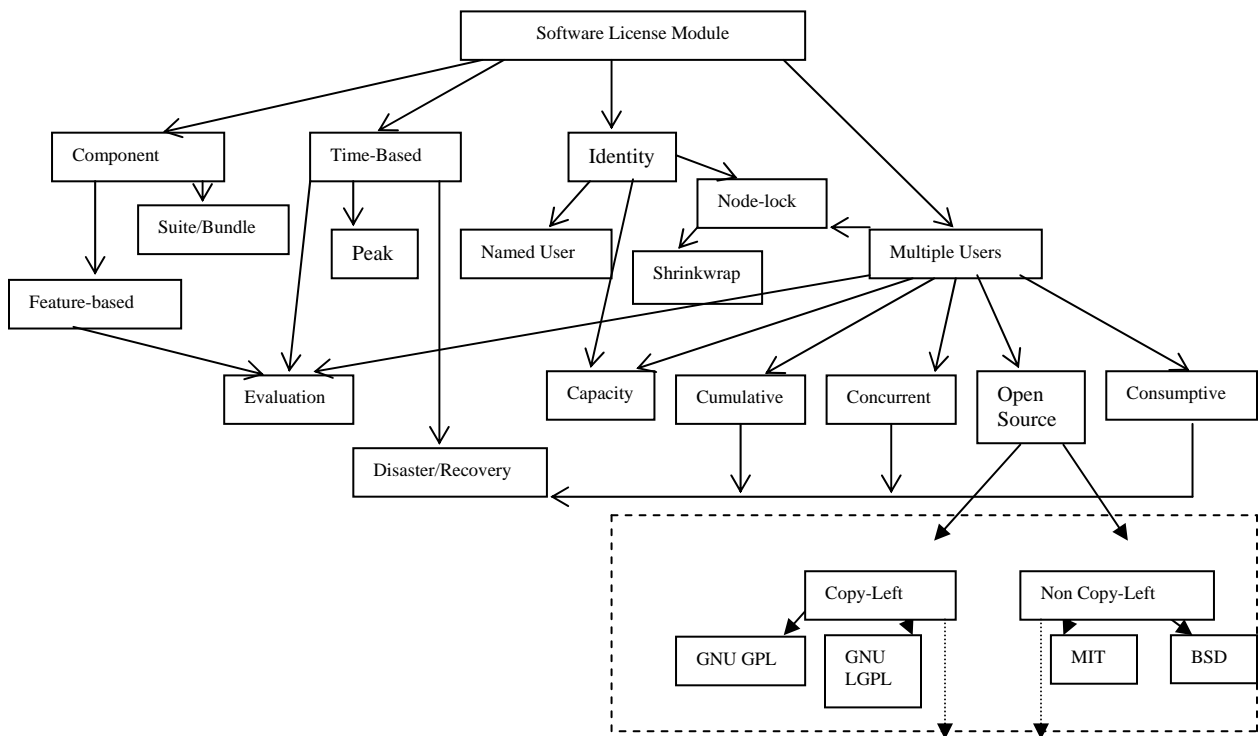 Software License Module
Component
Time-Based
Identity
Node-lock
Suite/Bundle
Peak
Named User
Shrinkwrap
Multiple Users
Feature-based
Evaluation
Capacity
Cumulative
Concurrent
Open
Source
Consumptive
Disaster/Recovery
Copy-Left
Non Copy-Left
GNU GPL
GNU
LGPL
MIT
BSD